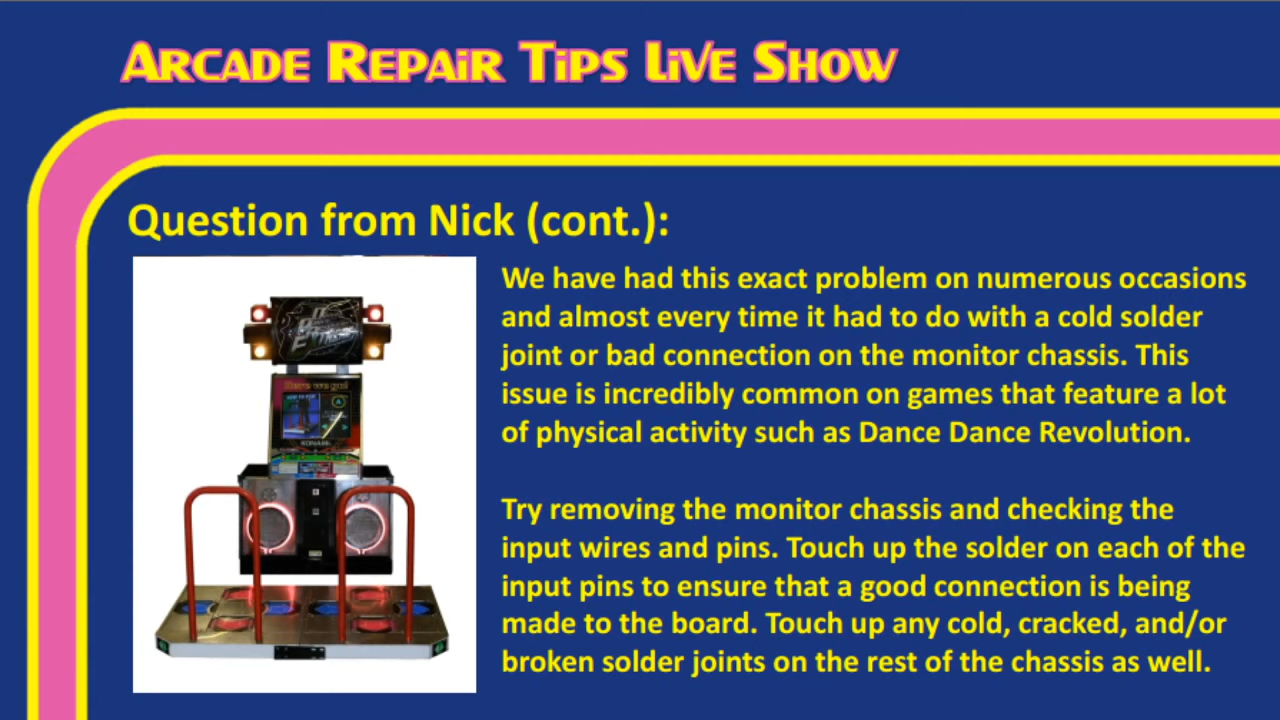 ARCADE REPAIR TIPS LIVE SHOW
Question from Nick (cont.):
We have had this exact problem on numerous occasions
and almost every time it had to do with a cold solder
joint or bad connection on the monitor chassis. This
issue is incredibly common on games that feature a lot
of physical activity such as Dance Dance Revolution.
Try removing the monitor chassis and checking the
input wires and pins. Touch up the solder on each of the
input pins to ensure that a good connection is being
made to the board. Touch up any cold, cracked, and/or
broken solder joints on the rest of the chassis as well.
KONAMI